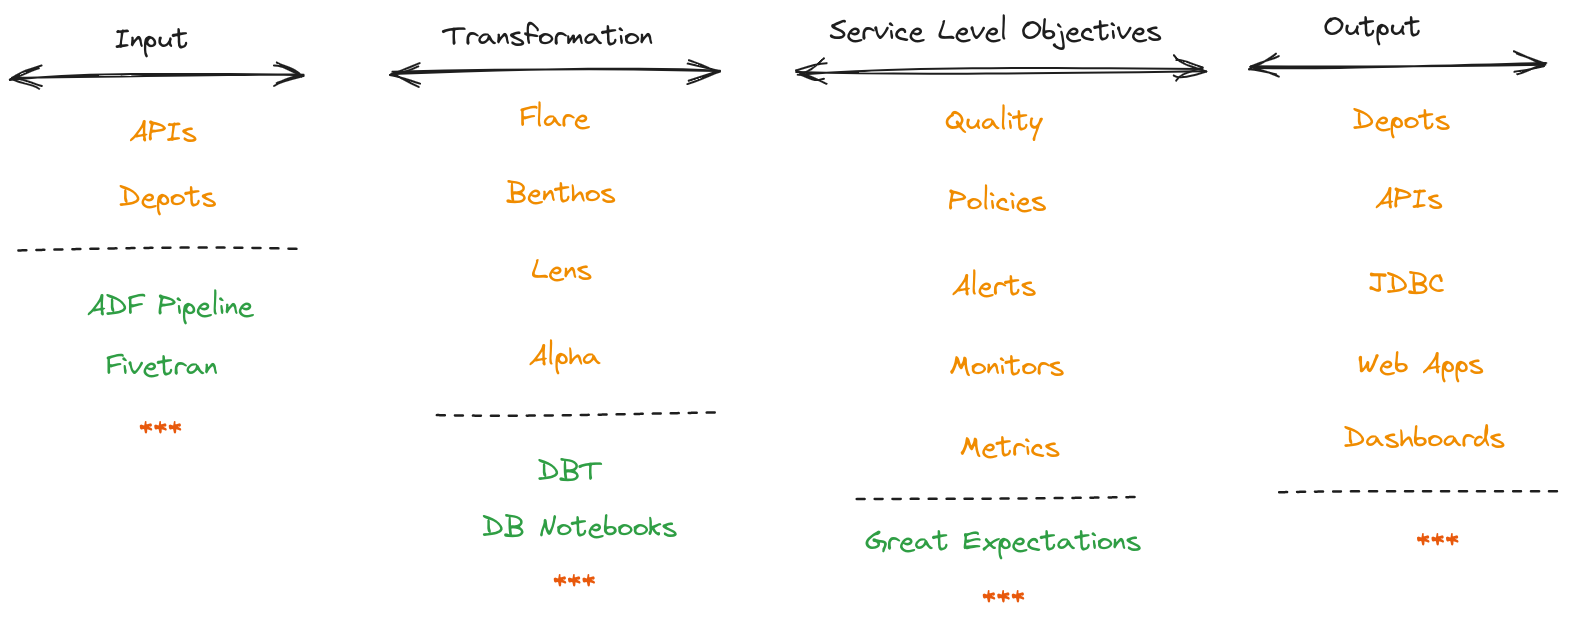 Input
APIs
Depots
ADF Pipeline
Fivetran
***
Transformation
Flare
Benthos
Lens
Alpha
DBT
DB Notebooks
***
Service Level Objectives
Quality
Policies
Alerts
Monitors
Metrics
Great Expectations
***
Output
Depots
APIs
JDBC
Web Apps
Dashboards
***